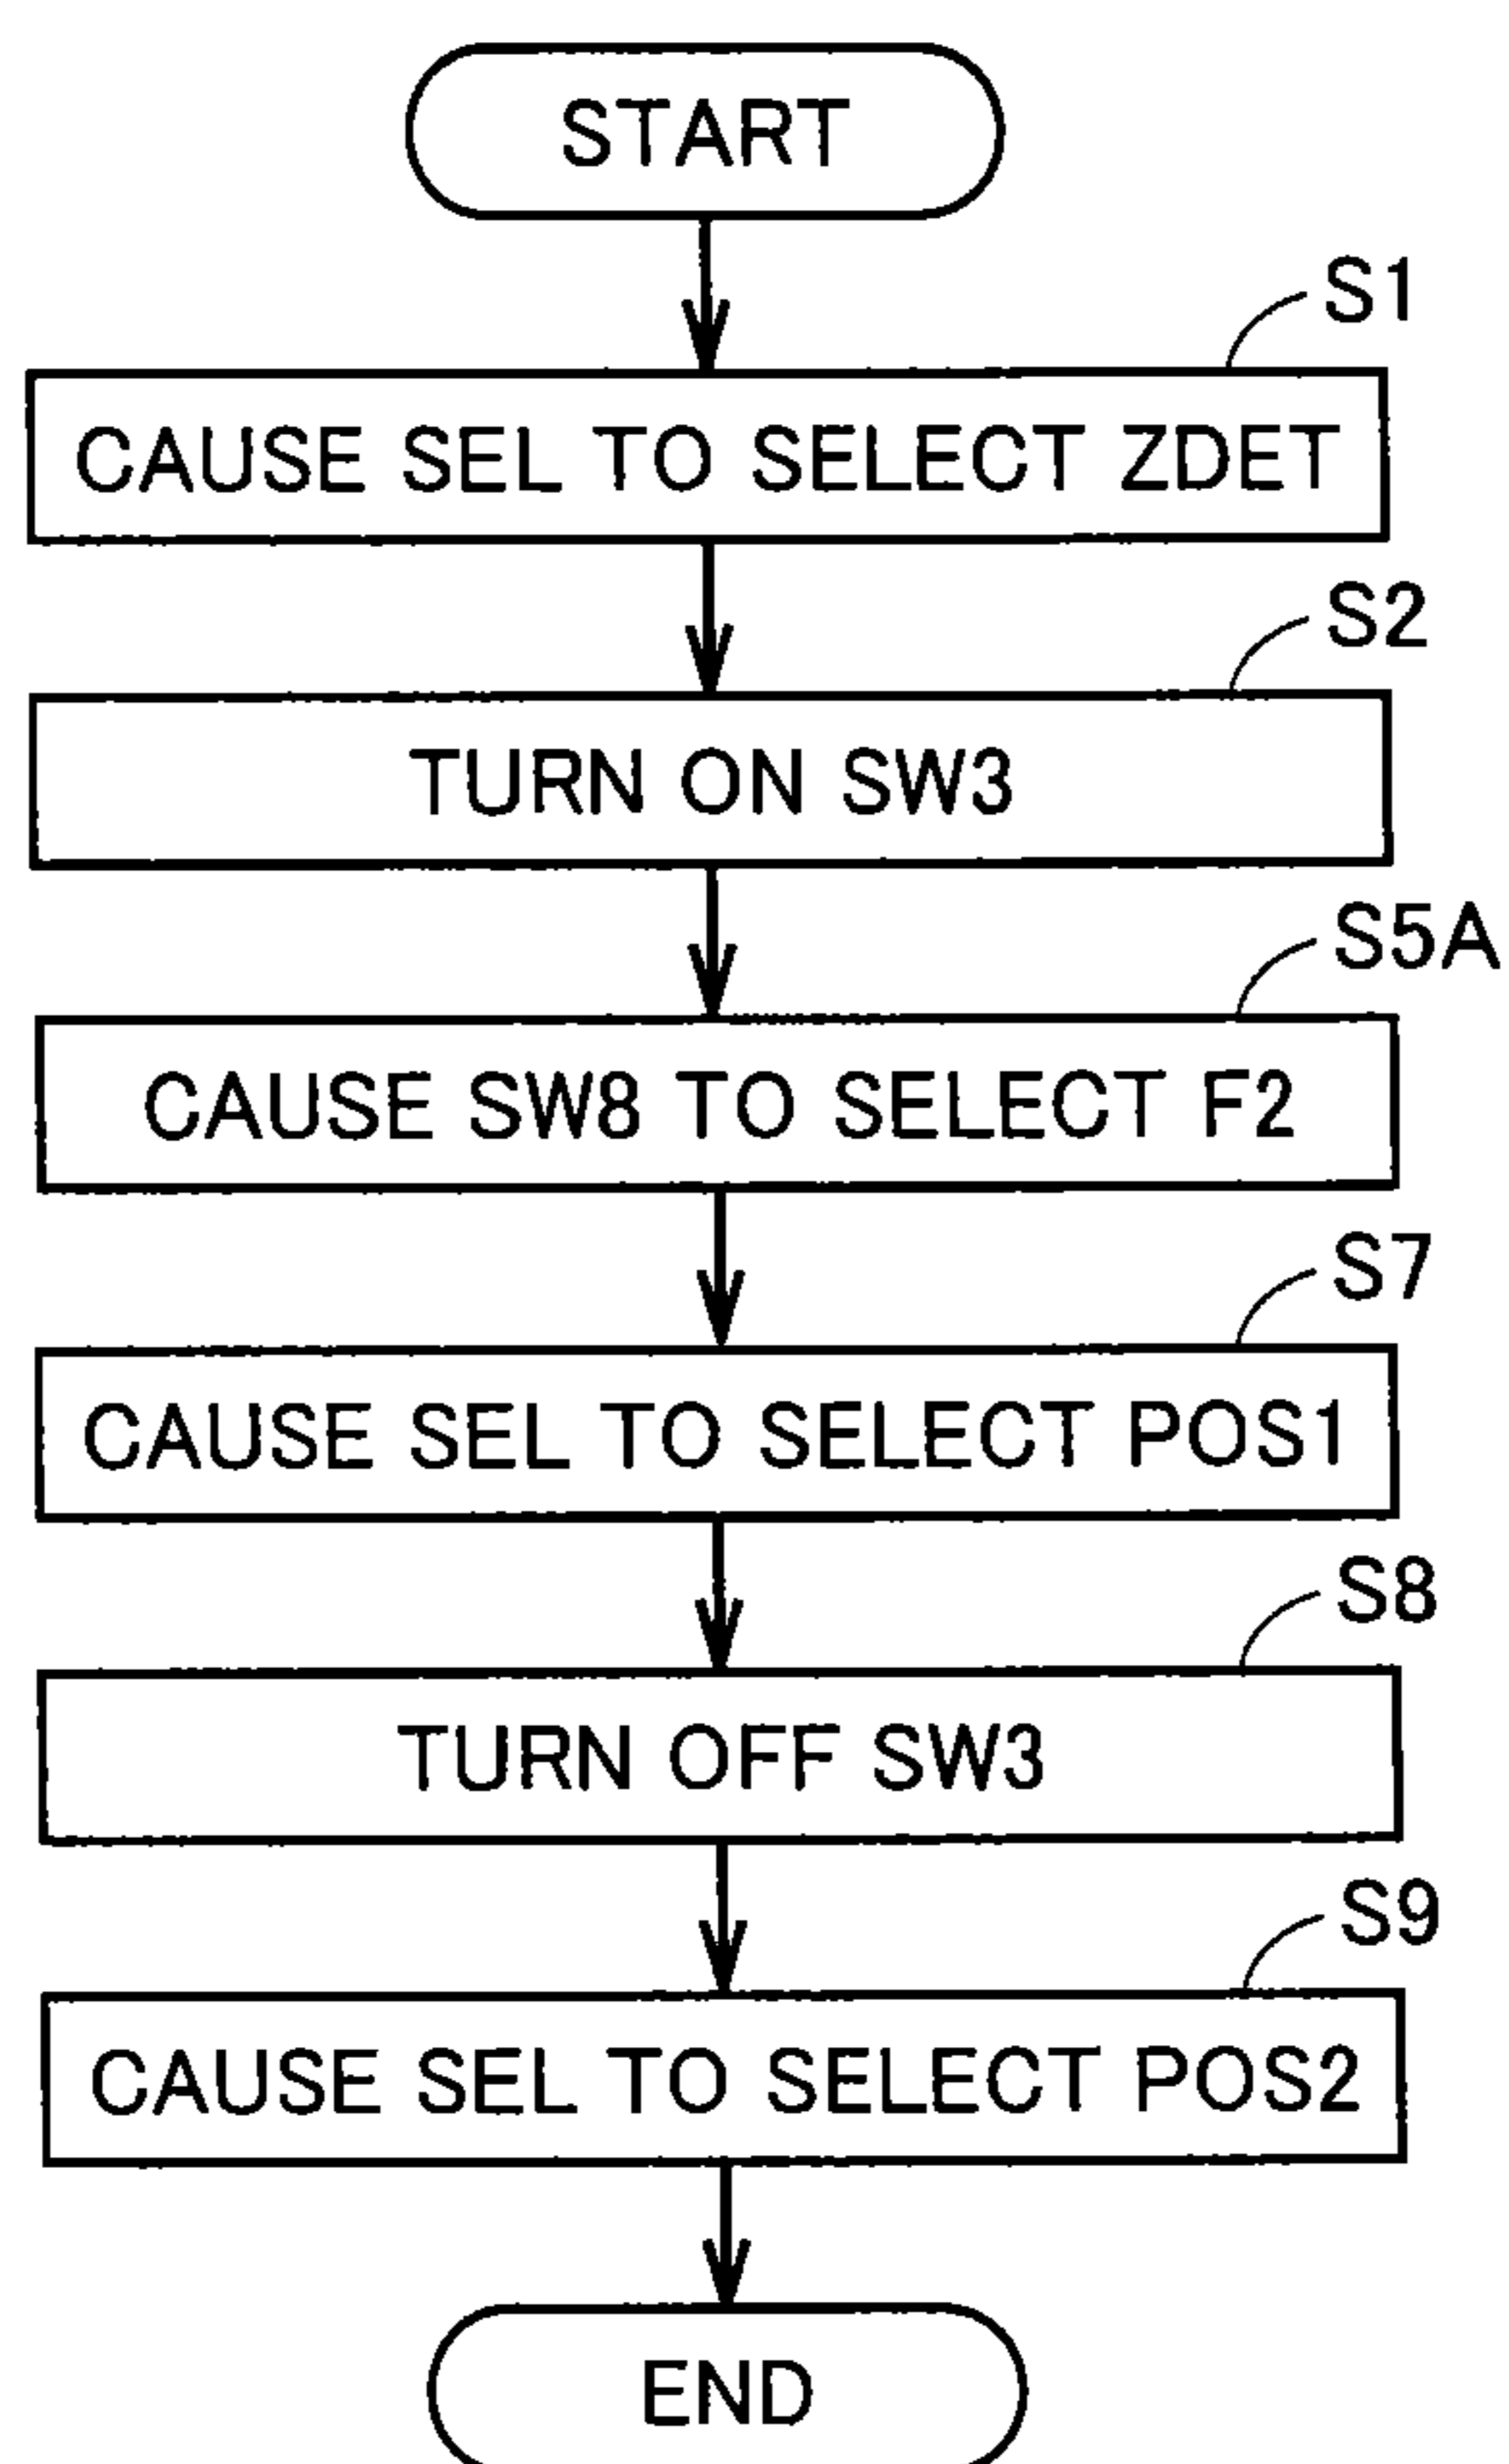 START
S1
CAUSE SEL TO SELECT ZDET
S2
TURN ON SW3
S5A
CAUSE SW8 TO SELECT F2
S7
CAUSE SEL TO SELECT POS1
S8
TURN OFF SW3
S9
CAUSE SEL TO SELECT POS2
END